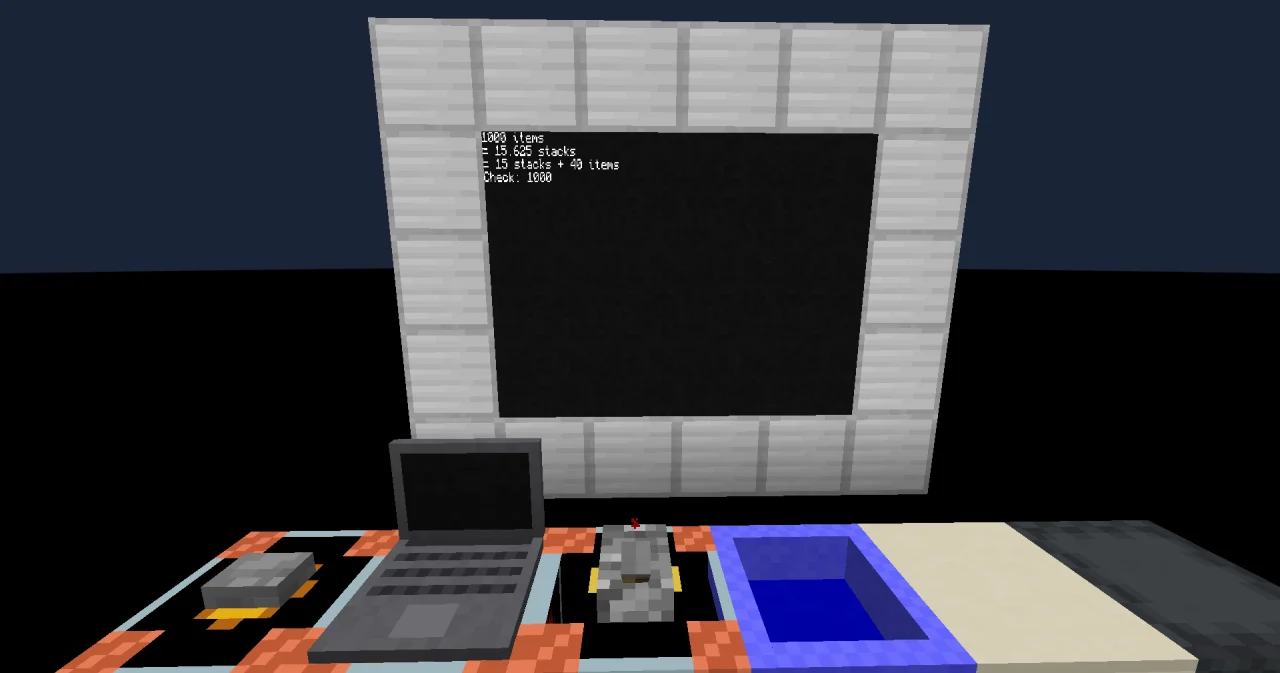 1000 items
= 15.625 stacks
= 15 stacks + 40 items
Check: 1000